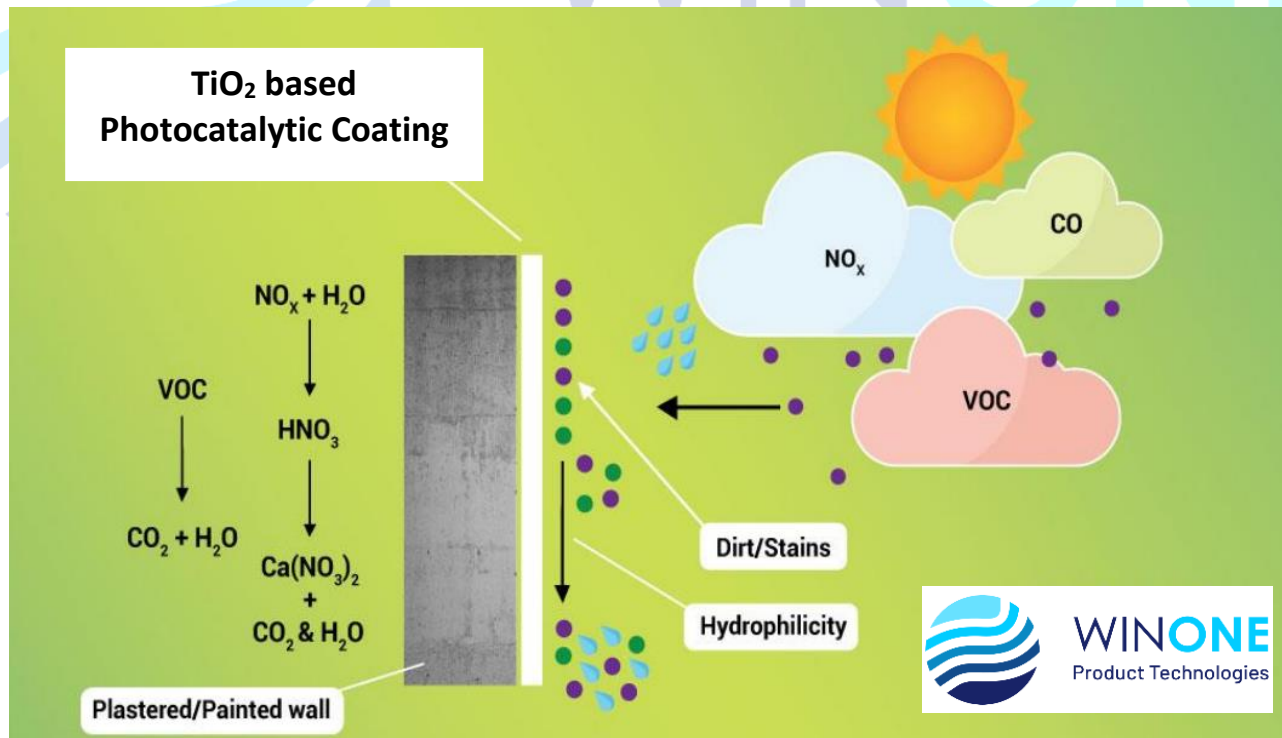 TiO₂ based
Photocatalytic Coating
CO
NOₓ
VOC
NOₓ + H₂O
HNO₃
Ca(NO₃)₂
+
CO₂ & H₂O
VOC
CO₂ + H₂O
Dirt/Stains
Hydrophilicity
Plastered/Painted wall
WINONE
Product Technologies